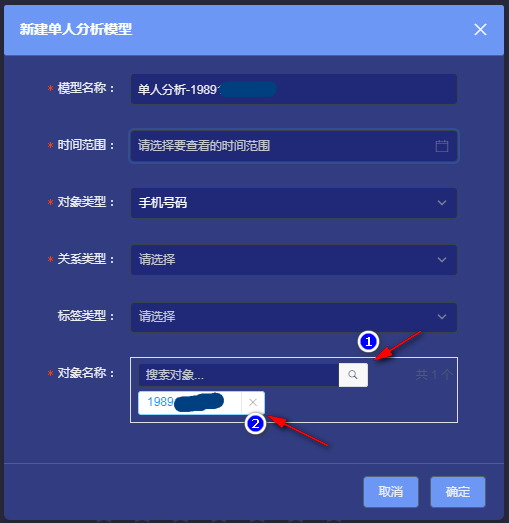 新建单人分析模型
* 模型名称： 单人分析-1989
* 时间范围： 请选择要查看的时间范围
* 对象类型： 手机号码
* 关系类型： 请选择
标签类型： 请选择
1
* 对象名称： 搜索对象... 共 1 个
1989
2
取消 确定